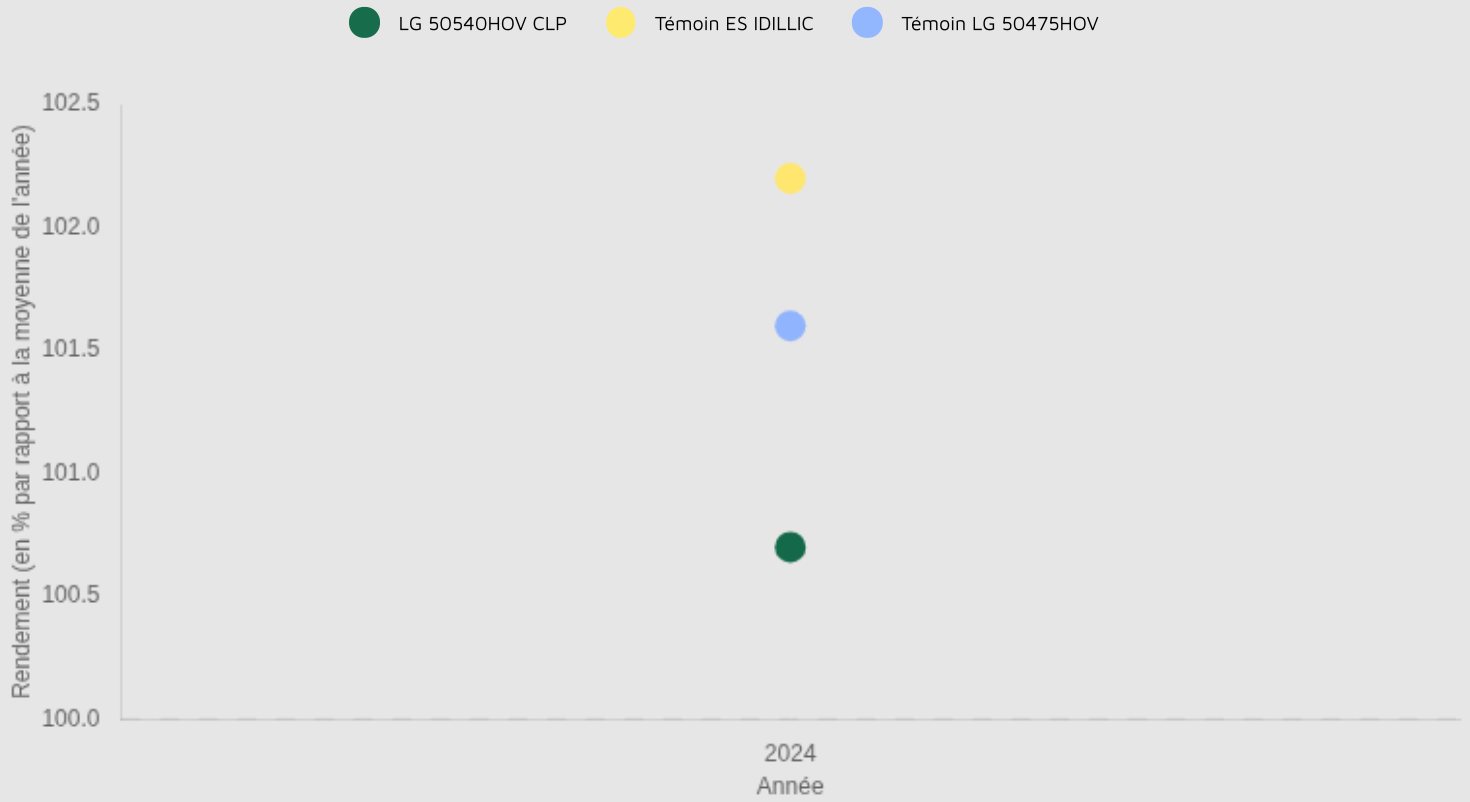 LG 50540HOV CLP
Témoin ES IDILLIC
Témoin LG 50475HOV
Rendement (en % par rapport à la moyenne de l'année)
102.5
102.0
101.5
101.0
100.5
100.0
2024
Année